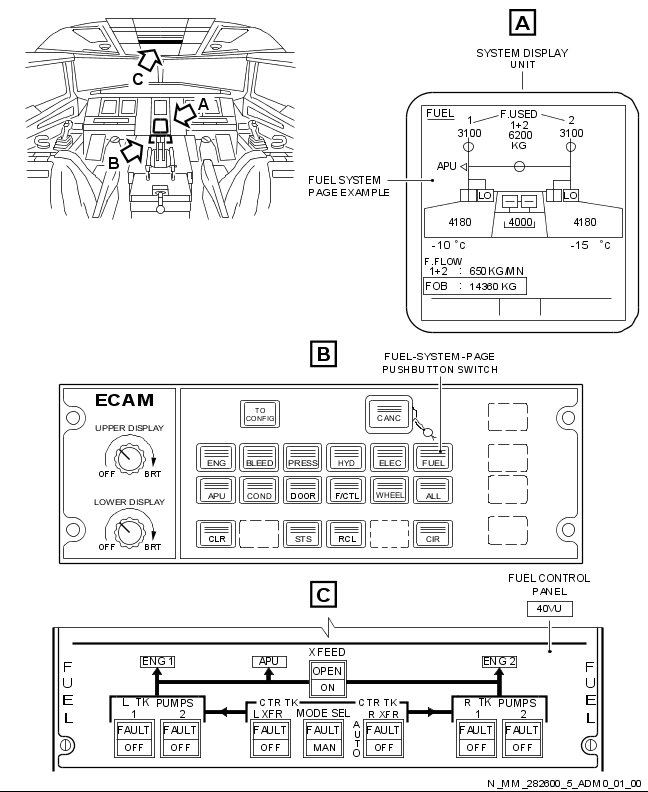 A
SYSTEM DISPLAY
UNIT
C
A
B
FUEL
1
F.USED
2
1+2
3100
6200
3100
KG
APU
FUEL SYSTEM
PAGE EXAMPLE
LO
LO
4180
4000
4180
-10 °c
-15 °c
F.FLOW
1+2 : 650 KG/MN
FOB : 14360 KG
B
FUEL-SYSTEM-PAGE
PUSHBUTTON SWITCH
ECAM
UPPER DISPLAY
OFF BRT
LOWER DISPLAY
OFF BRT
TO
CONFIG
CANC
ENG BLEED PRESS HYD ELEC FUEL
APU COND DOOR F/CTL WHEEL ALL
CLR STS RCL CIR
C
FUEL CONTROL
PANEL
40VU
FUEL
X FEED
ENG 1 APU ENG 2
OPEN
ON
L TK PUMPS
1 2
CTR TK
L XFR
MODE SEL
CTR TK
R XFR
R TK PUMPS
1 2
AUTO
FAULT FAULT FAULT FAULT FAULT FAULT FAULT
OFF OFF OFF MAN OFF OFF OFF
FUEL
N_MM_282600_5_ADM0_01_00